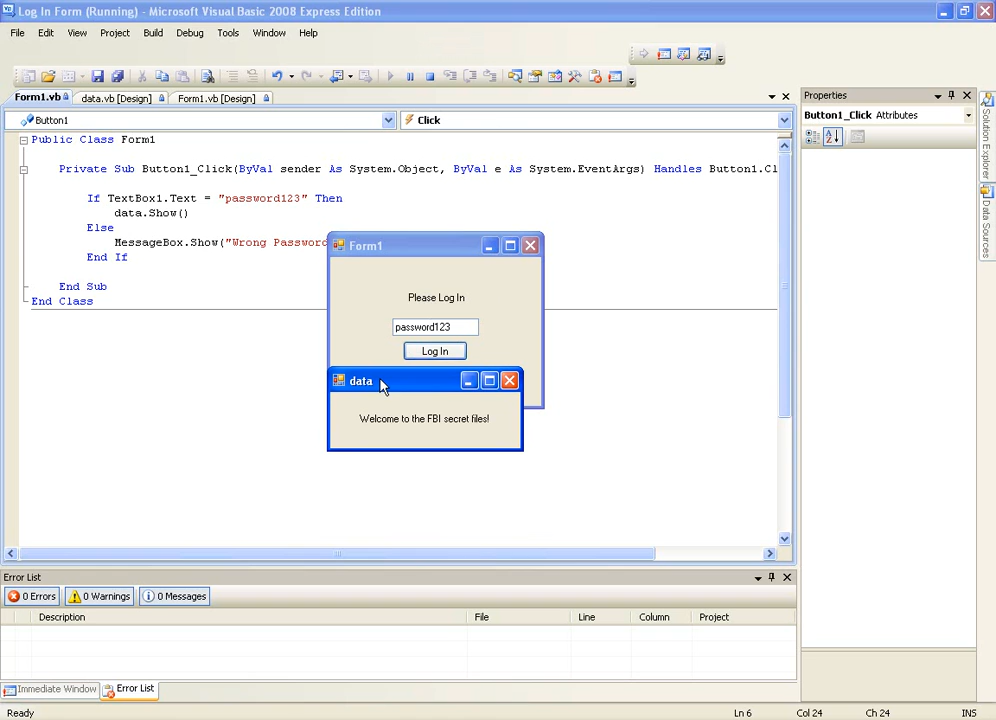 Log In Form (Running) - Microsoft Visual Basic 2008 Express Edition
File Edit View Project Build Debug Tools Window Help
Form1.vb data.vb [Design] Form1.vb [Design]
Button1 Click
Public Class Form1
Private Sub Button1_Click(ByVal sender As System.Object, ByVal e As System.EventArgs) Handles Button1.Cl
If TextBox1.Text = "password123" Then
data.Show()
Else
MessageBox.Show("Wrong Password
End If
End Sub
End Class
Form1
Please Log In
password123
Log In
data
Welcome to the FBI secret files!
Properties
Button1_Click Attributes
Solution Explorer
Data Sources
Error List
0 Errors 0 Warnings 0 Messages
Description File Line Column Project
Immediate Window Error List
Ready Ln 6 Col 24 Ch 24 INS